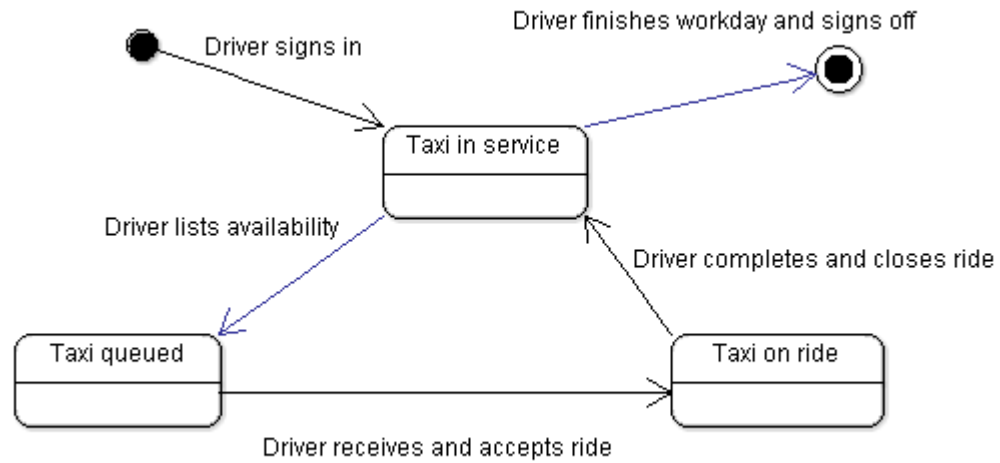 Driver finishes workday and signs off
Driver signs in
Taxi in service
Driver lists availability
Driver completes and closes ride
Taxi queued
Taxi on ride
Driver receives and accepts ride